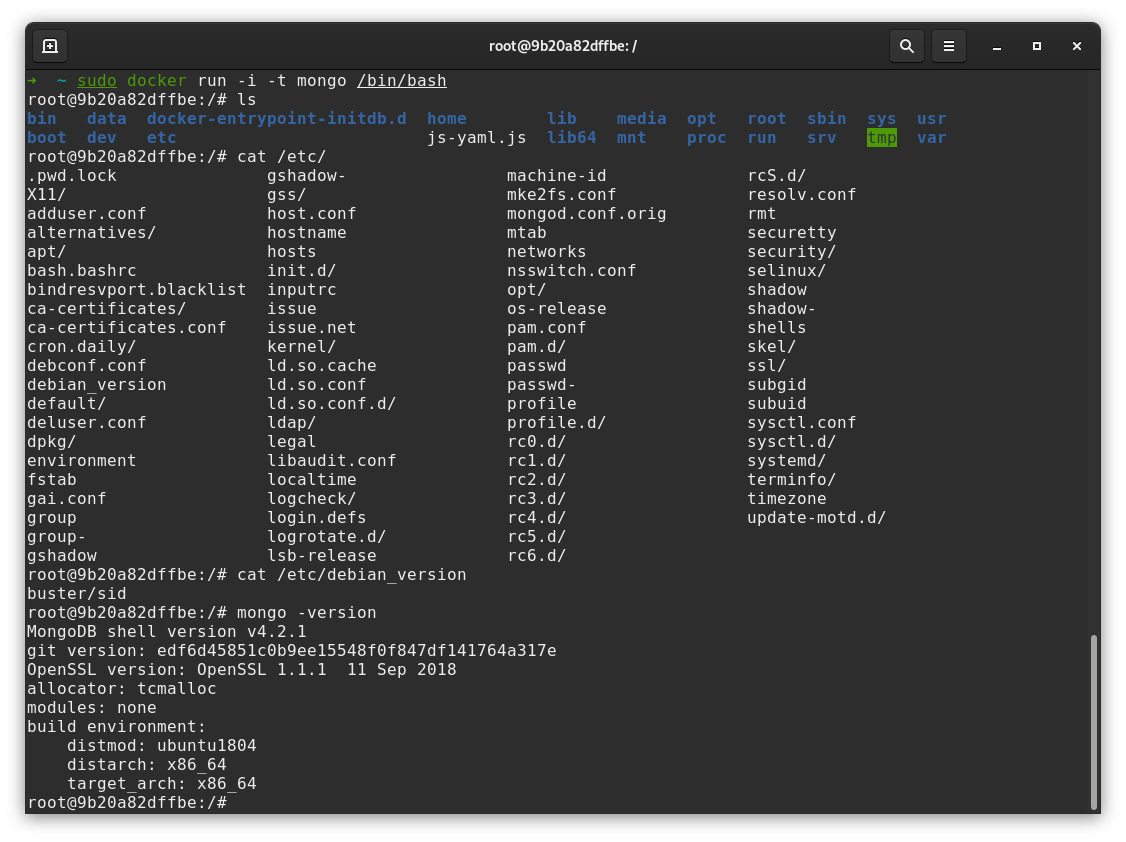 root@9b20a82dffbe: /
➜  ~ sudo docker run -i -t mongo /bin/bash
root@9b20a82dffbe:/# ls
bin   data  docker-entrypoint-initdb.d  home        lib    media  opt   root  sbin  sys  usr
boot  dev   etc                         js-yaml.js  lib64  mnt    proc  run   srv   tmp  var
root@9b20a82dffbe:/# cat /etc/
.pwd.lock               gshadow-                machine-id              rcS.d/
X11/                    gss/                    mke2fs.conf             resolv.conf
adduser.conf            host.conf               mongod.conf.orig        rmt
alternatives/           hostname                mtab                    securetty
apt/                    hosts                   networks                security/
bash.bashrc             init.d/                 nsswitch.conf           selinux/
bindresvport.blacklist  inputrc                 opt/                    shadow
ca-certificates/        issue                   os-release              shadow-
ca-certificates.conf    issue.net               pam.conf                shells
cron.daily/             kernel/                 pam.d/                  skel/
debconf.conf            ld.so.cache             passwd                  ssl/
debian_version          ld.so.conf              passwd-                 subgid
default/                ld.so.conf.d/           profile                 subuid
deluser.conf            ldap/                   profile.d/              sysctl.conf
dpkg/                   legal                   rc0.d/                  sysctl.d/
environment             libaudit.conf           rc1.d/                  systemd/
fstab                   localtime               rc2.d/                  terminfo/
gai.conf                logcheck/               rc3.d/                  timezone
group                   login.defs              rc4.d/                  update-motd.d/
group-                  logrotate.d/            rc5.d/
gshadow                 lsb-release             rc6.d/
root@9b20a82dffbe:/# cat /etc/debian_version
buster/sid
root@9b20a82dffbe:/# mongo -version
MongoDB shell version v4.2.1
git version: edf6d45851c0b9ee15548f0f847df141764a317e
OpenSSL version: OpenSSL 1.1.1  11 Sep 2018
allocator: tcmalloc
modules: none
build environment:
    distmod: ubuntu1804
    distarch: x86_64
    target_arch: x86_64
root@9b20a82dffbe:/#